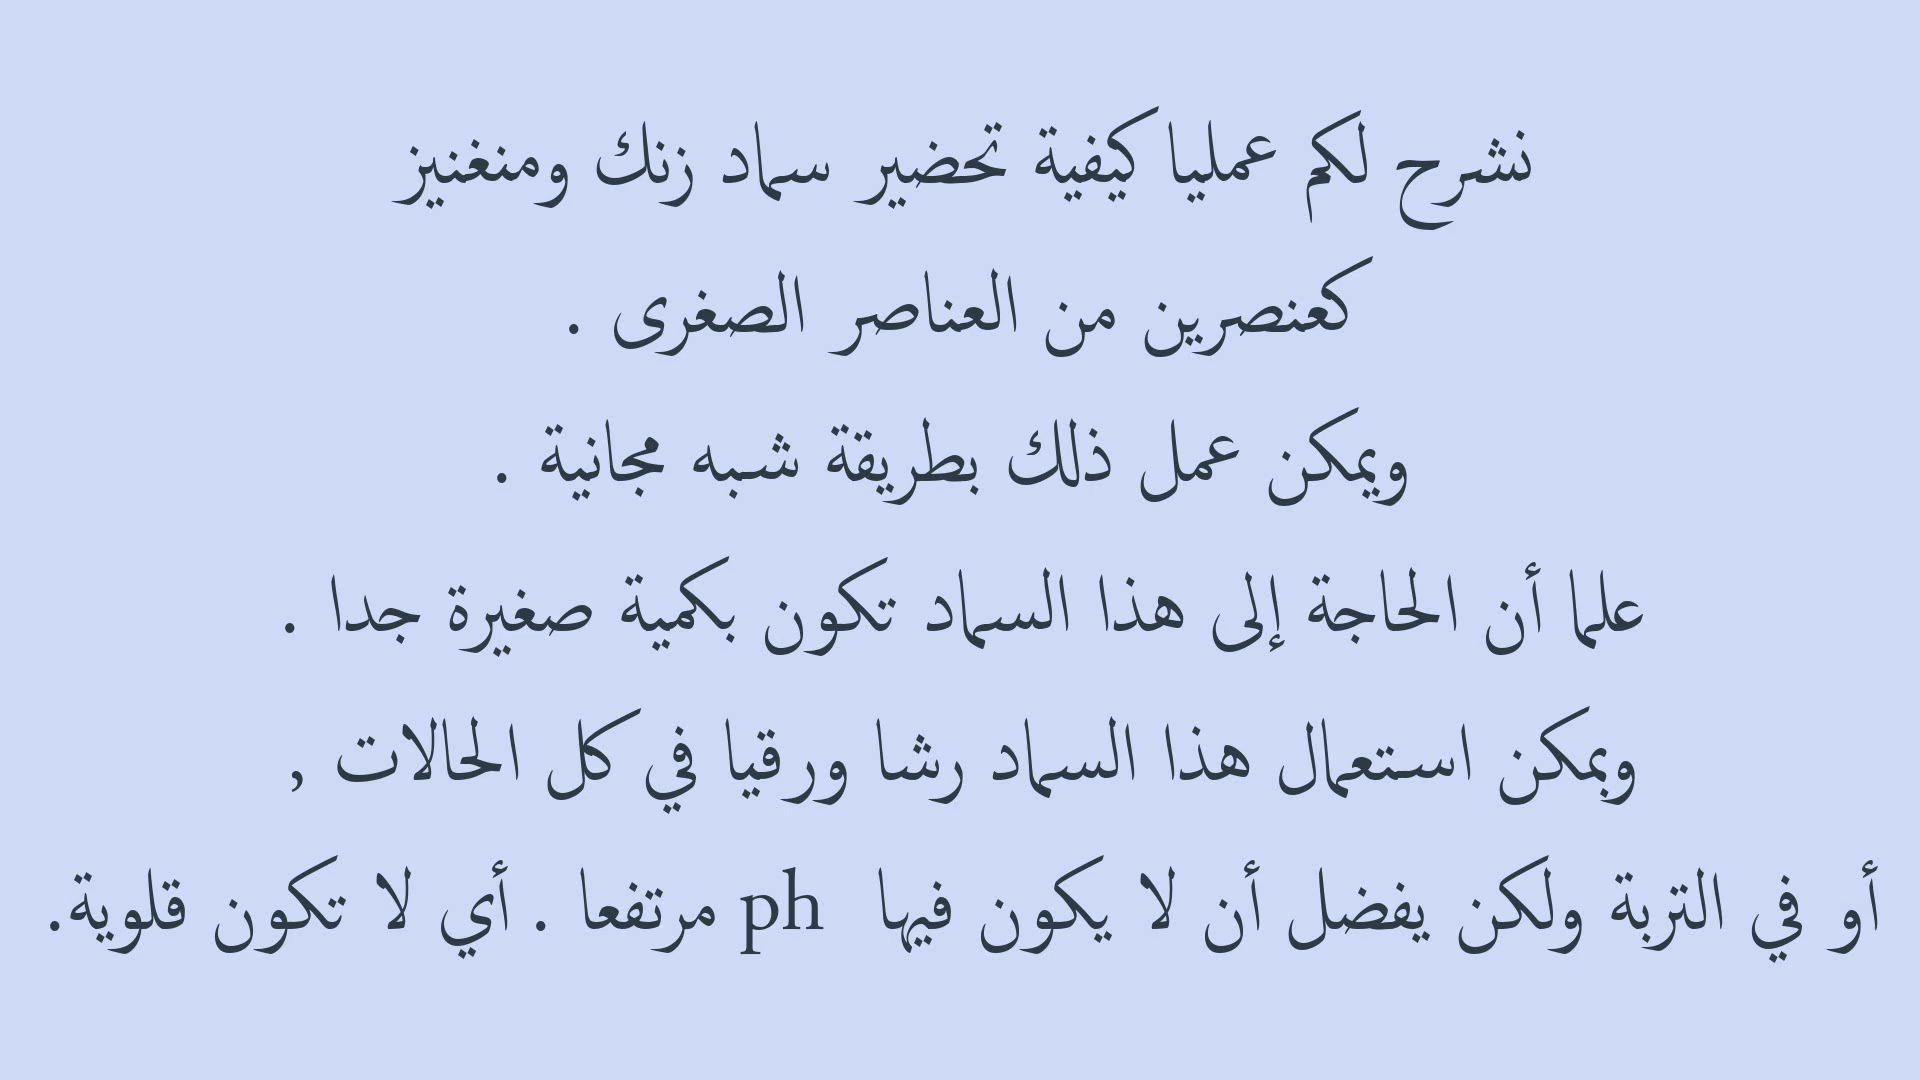 نشرح لكم عمليا كيفية تحضير سماد زنك ومنغنيز
كعنصرين من العناصر الصغرى .
ويمكن عمل ذلك بطريقة شبه مجانية .
علما أن الحاجة إلى هذا السماد تكون بكمية صغيرة جدا .
ويمكن استعمال هذا السماد رشا ورقيا في كل الحالات ,
أو في التربة ولكن يفضل أن لا يكون فيها ph مرتفعا . أي لا تكون قلوية.